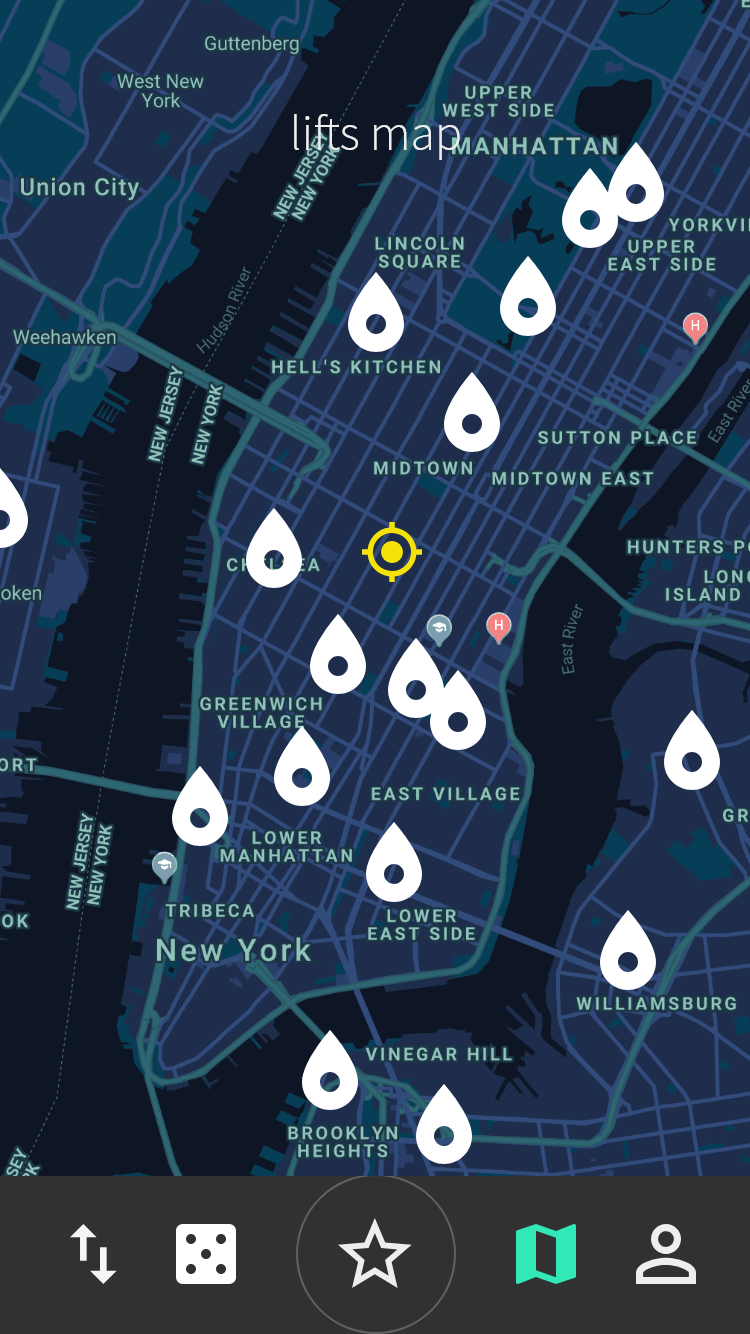 Guttenberg
West New
York
UPPER
WEST SIDE
lifts map
MANHATTAN
NEW JERSEY
NEW YORK
Union City
YORKVI
LINCOLN
SQUARE
UPPER
EAST SIDE
Hudson River
H
Weehawken
HELL'S KITCHEN
NEW JERSEY
NEW YORK
East River
SUTTON PLACE
MIDTOWN
MIDTOWN EAST
HUNTERS PO
CHELSEA
LONG
ISLAND
oken
H
East River
GREENWICH
VILLAGE
ORT
EAST VILLAGE
GR
NEW JERSEY
NEW YORK
LOWER
MANHATTAN
TRIBECA
OK
LOWER
EAST SIDE
New York
WILLIAMSBURG
VINEGAR HILL
BROOKLYN
HEIGHTS
SEY
RK